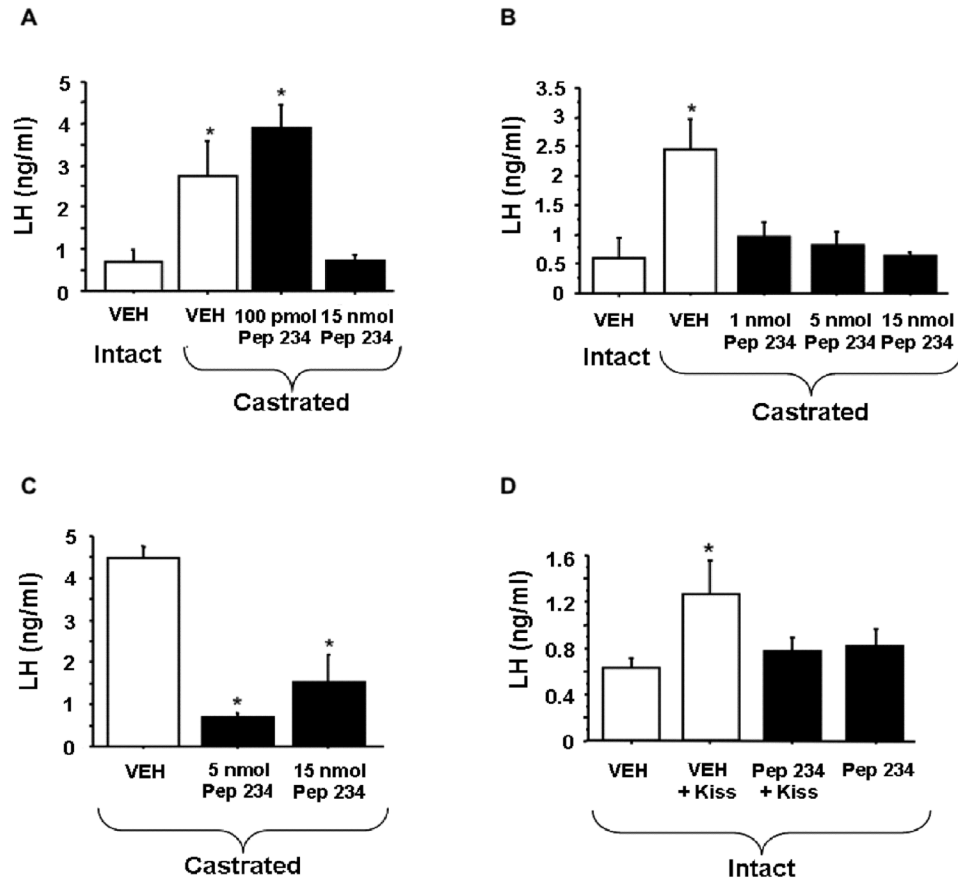 A
LH (ng/ml)
5
4
3
2
1
0
*
*
VEH
VEH
100 pmol
Pep 234
15 nmol
Pep 234
Intact
Castrated
B
LH (ng/ml)
3.5
3
2.5
2
1.5
1
0.5
0
*
VEH
VEH
1 nmol
Pep 234
5 nmol
Pep 234
15 nmol
Pep 234
Intact
Castrated
C
LH (ng/ml)
5
4
3
2
1
0
*
*
VEH
5 nmol
Pep 234
15 nmol
Pep 234
Castrated
D
LH (ng/ml)
1.6
1.2
0.8
0.4
0
*
VEH
VEH
+ Kiss
Pep 234
+ Kiss
Pep 234
Intact